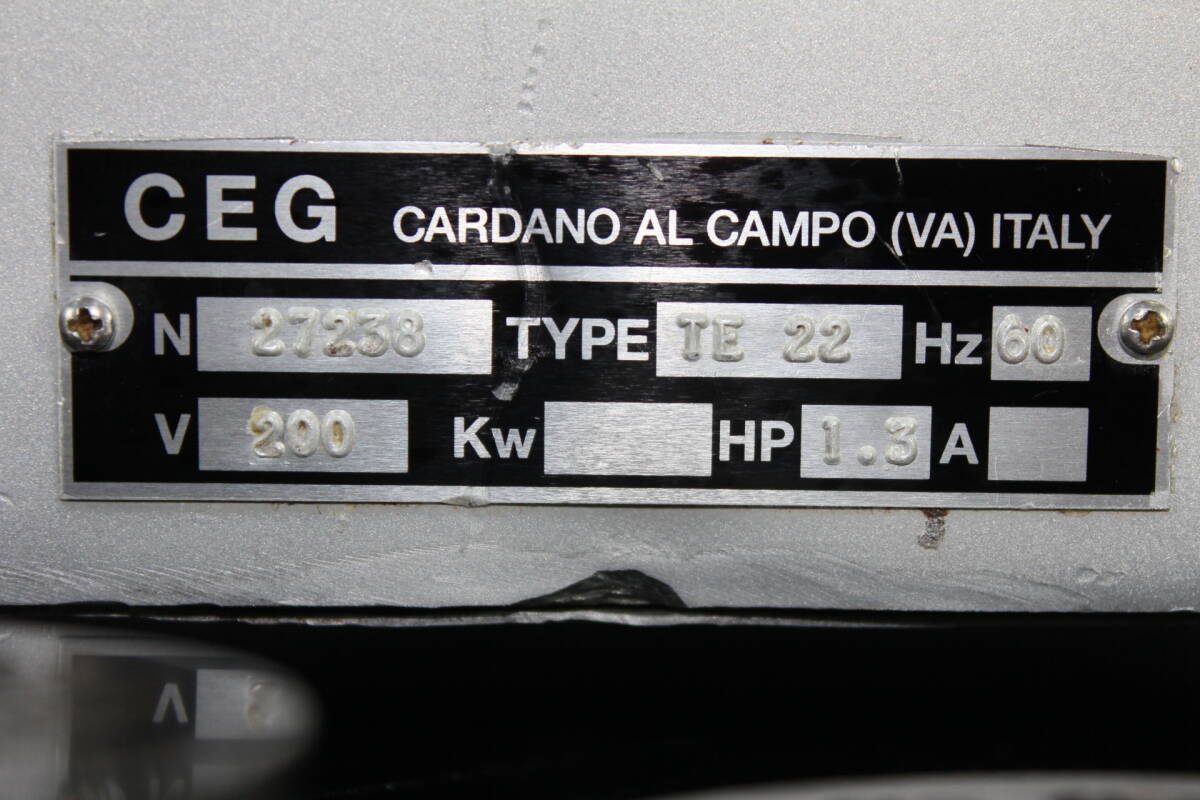 CEG CARDANO AL CAMPO (VA) ITALY
N 27238 TYPE TE 22 Hz 60
V 200 Kw HP 1.3 A